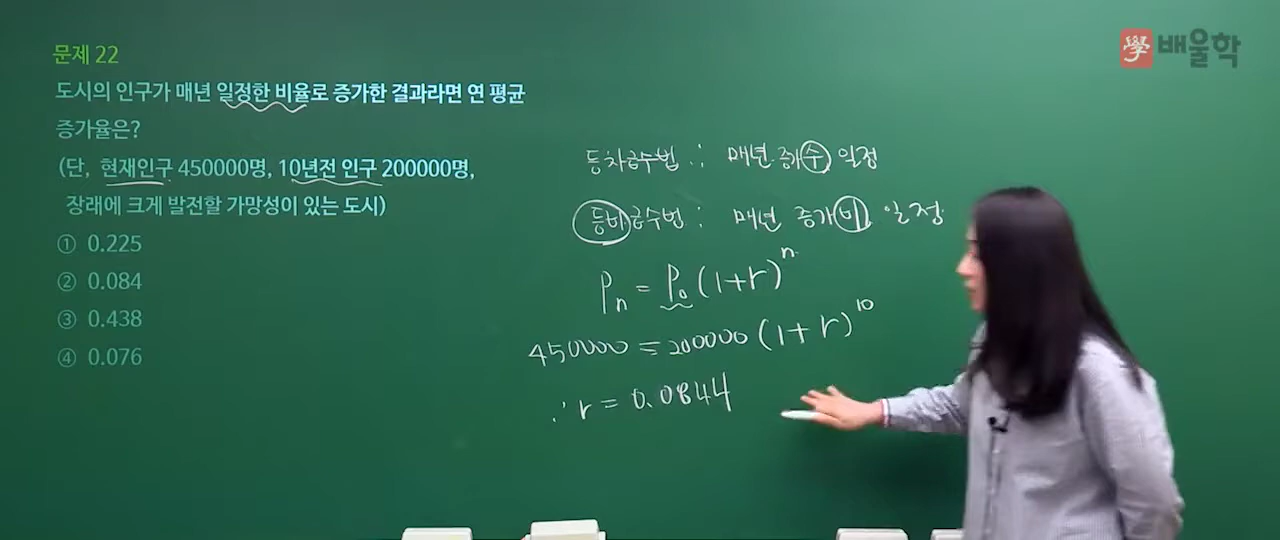 學 배울학
문제 22
도시의 인구가 매년 일정한 비율로 증가한 결과라면 연 평균
증가율은?
(단, 현재인구 450000명, 10년전 인구 200000명,
장래에 크게 발전할 가망성이 있는 도시)
① 0.225
② 0.084
③ 0.438
④ 0.076
등차급수법 : 매년 증가수 일정
등비급수법 : 매년 증가비 일정
Pn = P₀(1+r)ⁿ
450000 = 200000 (1+r)¹⁰
∴ r = 0.0844